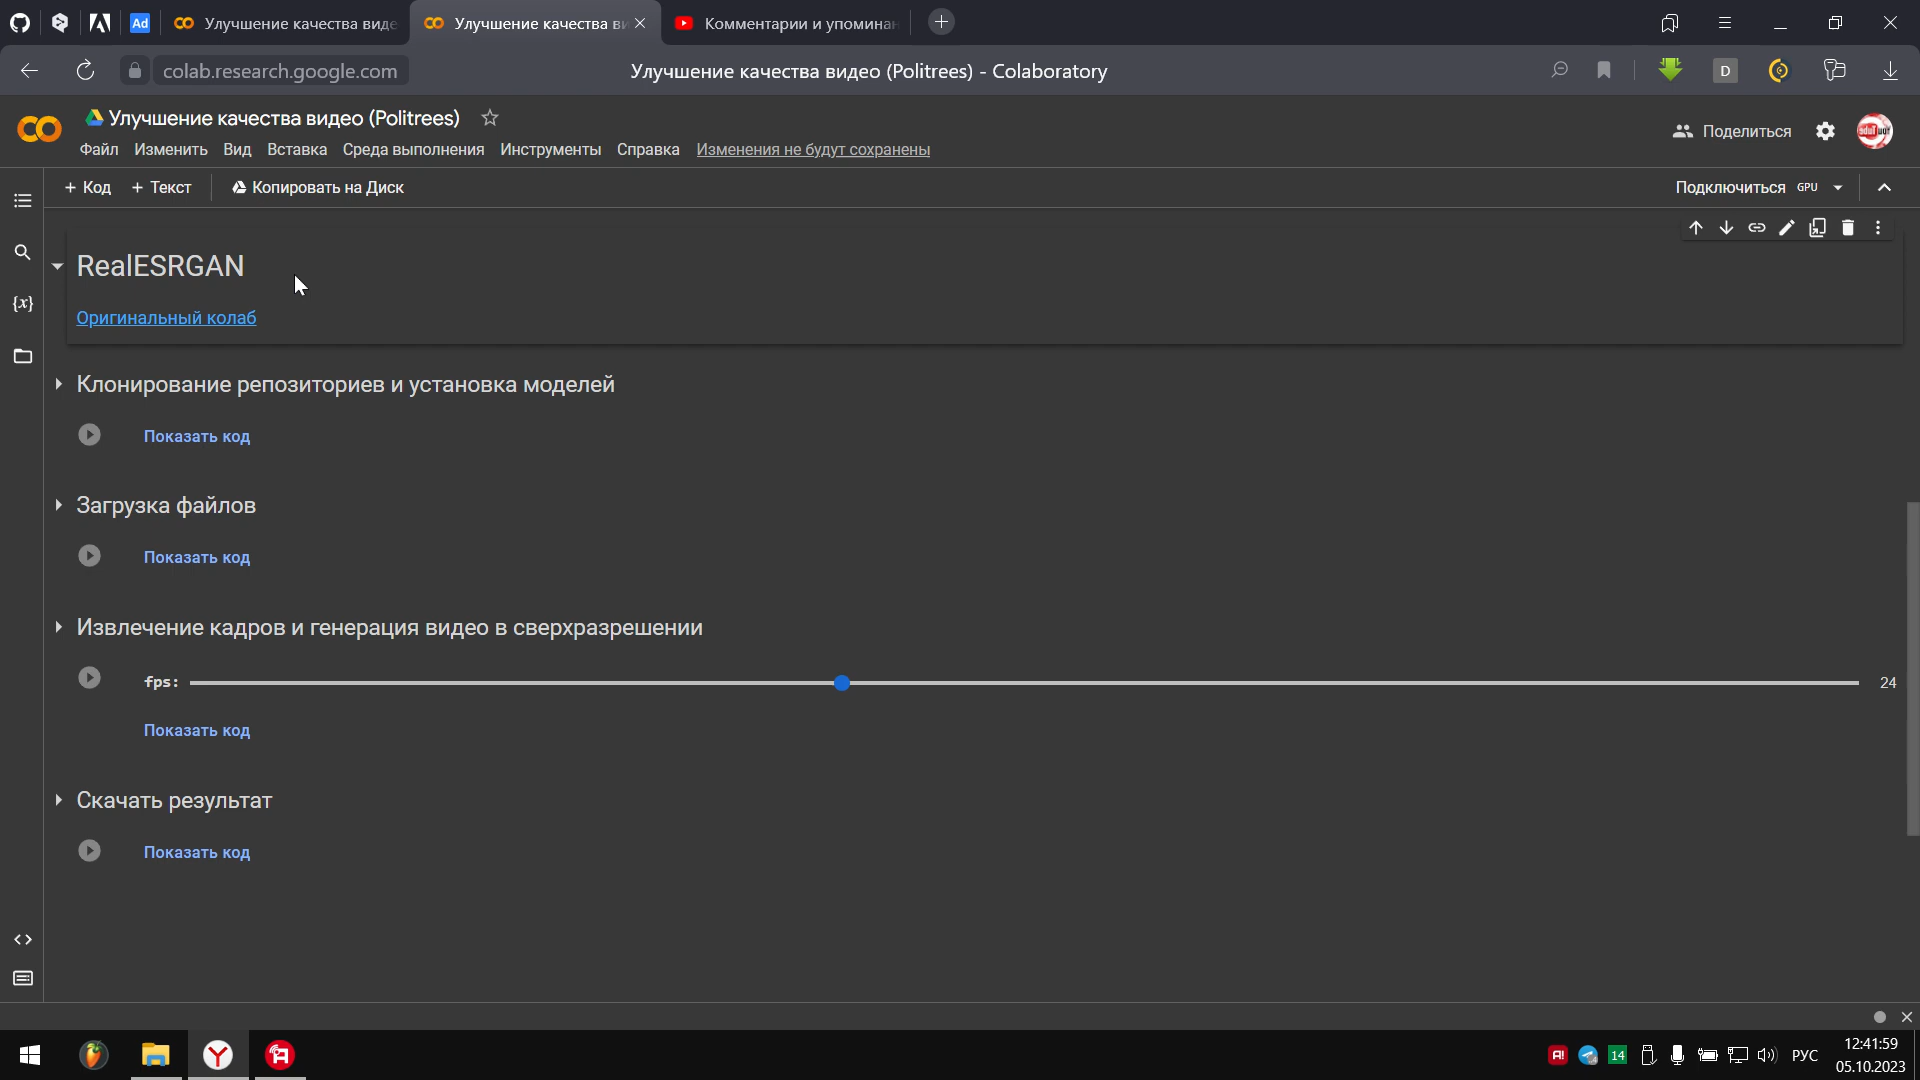 Ad
Улучшение качества виде
Улучшение качества ви
Комментарии и упомина
colab.research.google.com
Улучшение качества видео (Politrees) - Colaboratory
D
Улучшение качества видео (Politrees)
Файл Изменить Вид Вставка Среда выполнения Инструменты Справка Изменения не будут сохранены
Поделиться
+ Код + Текст Копировать на Диск
Подключиться GPU
{x}
RealESRGAN
Оригинальный колаб
Клонирование репозиториев и установка моделей
Показать код
Загрузка файлов
Показать код
Извлечение кадров и генерация видео в сверхразрешении
fps: 24
Показать код
Скачать результат
Показать код
14
РУС
12:41:59
05.10.2023